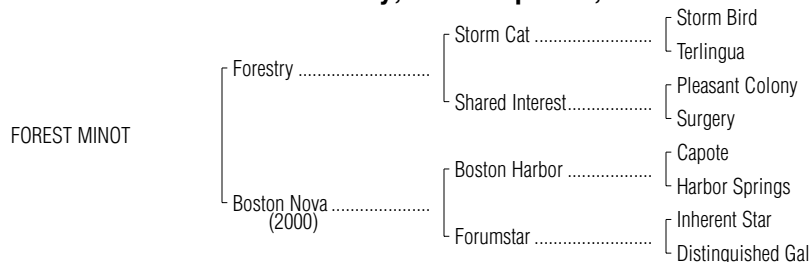 Storm Bird
Storm Cat ....................
Terlingua
Forestry ............................
Pleasant Colony
Shared Interest..................
Surgery
FOREST MINOT
Capote
Boston Harbor ..................
Harbor Springs
Boston Nova .....................
(2000)
Inherent Star
Forumstar .........................
Distinguished Gal